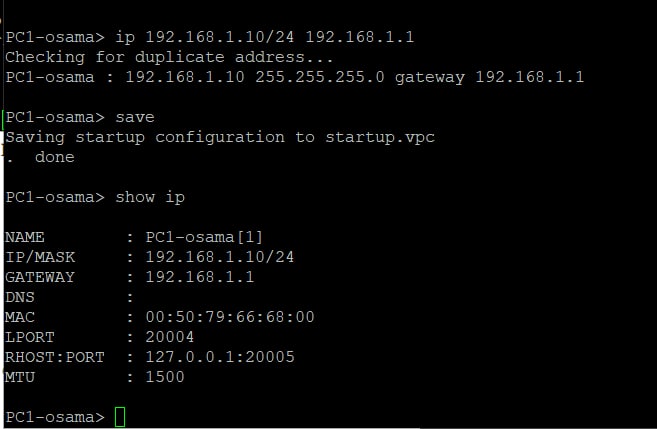 PC1-osama> ip 192.168.1.10/24 192.168.1.1
Checking for duplicate address...
PC1-osama : 192.168.1.10 255.255.255.0 gateway 192.168.1.1
PC1-osama> save
Saving startup configuration to startup.vpc
.  done
PC1-osama> show ip
NAME        : PC1-osama[1]
IP/MASK     : 192.168.1.10/24
GATEWAY     : 192.168.1.1
DNS         :
MAC         : 00:50:79:66:68:00
LPORT       : 20004
RHOST:PORT  : 127.0.0.1:20005
MTU         : 1500
PC1-osama>